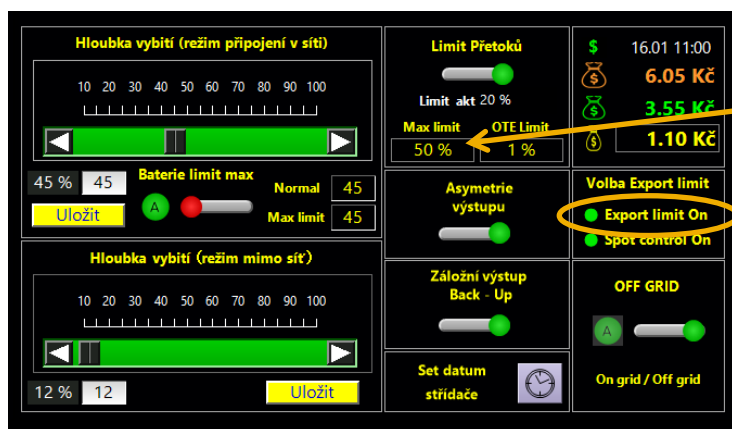 Hloubka vybití (režim připojení v síti)
10 20 30 40 50 60 70 80 90 100
45 % 45
Uložit
Baterie limit max
A
Normal 45
Max limit 45
Hloubka vybití (režim mimo síť)
10 20 30 40 50 60 70 80 90 100
12 % 12
Uložit
Limit Přetoků
Limit akt 20 %
Max limit OTE Limit
50 % 1 %
Asymetrie
výstupu
Záložní výstup
Back - Up
Set datum
střídače
$ 16.01 11:00
$ 6.05 Kč
$ 3.55 Kč
$ 1.10 Kč
Volba Export limit
Export limit On
Spot control On
OFF GRID
A
On grid / Off grid